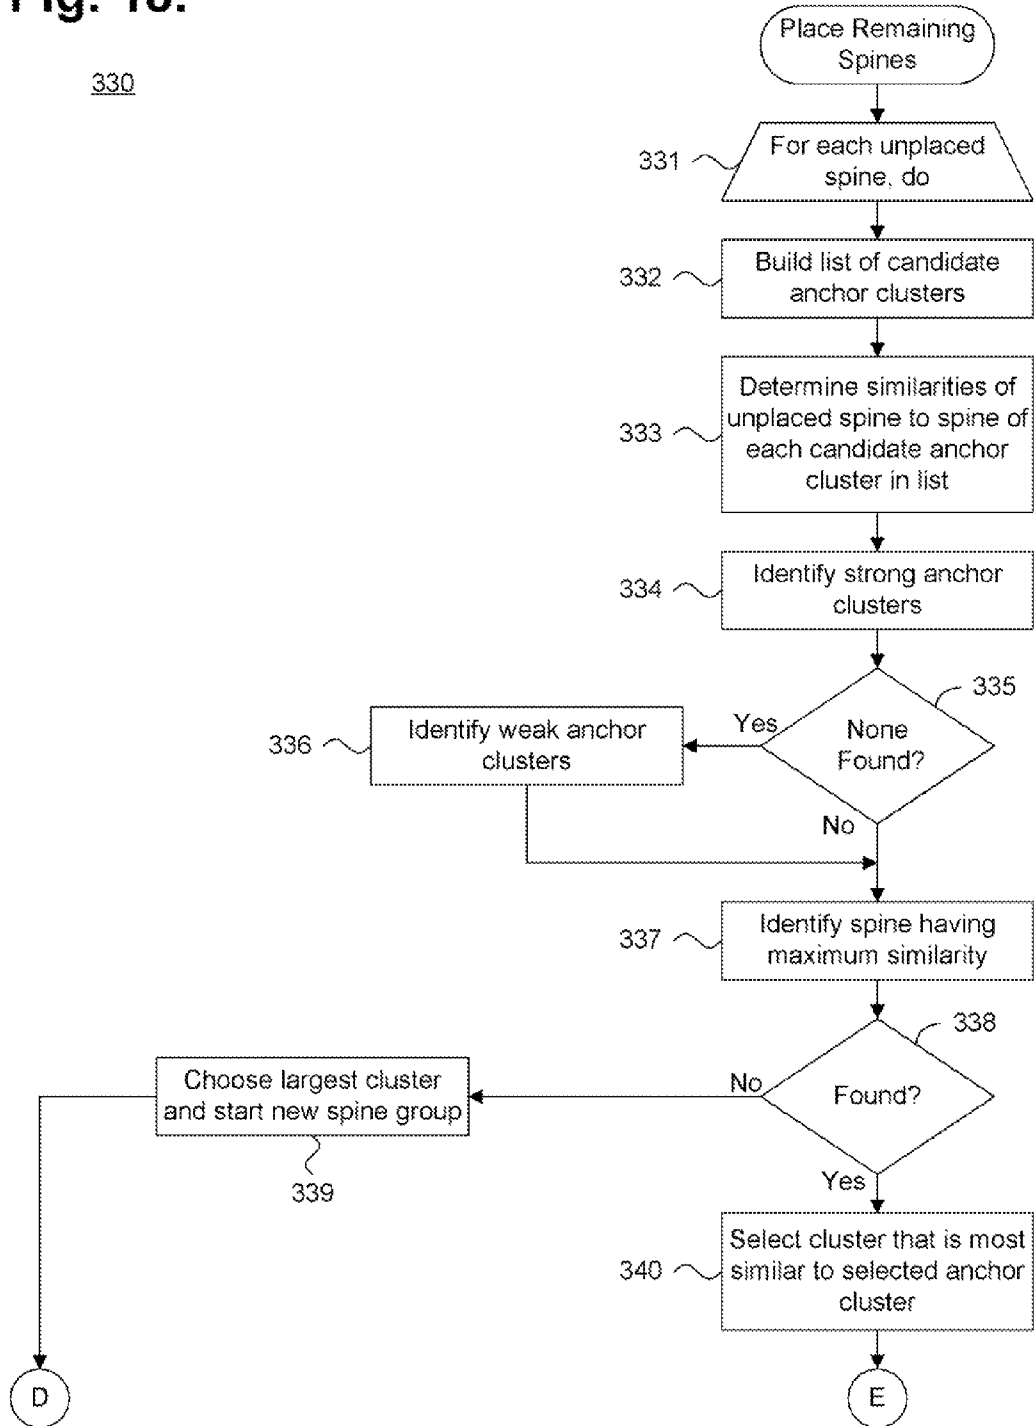 330
Place Remaining
Spines
331
For each unplaced
spine, do
332
Build list of candidate
anchor clusters
333
Determine similarities of
unplaced spine to spine of
each candidate anchor
cluster in list
334
Identify strong anchor
clusters
335
None
Found?
Yes
No
336
Identify weak anchor
clusters
337
Identify spine having
maximum similarity
338
Found?
No
Yes
Choose largest cluster
and start new spine group
339
340
Select cluster that is most
similar to selected anchor
cluster
D
E